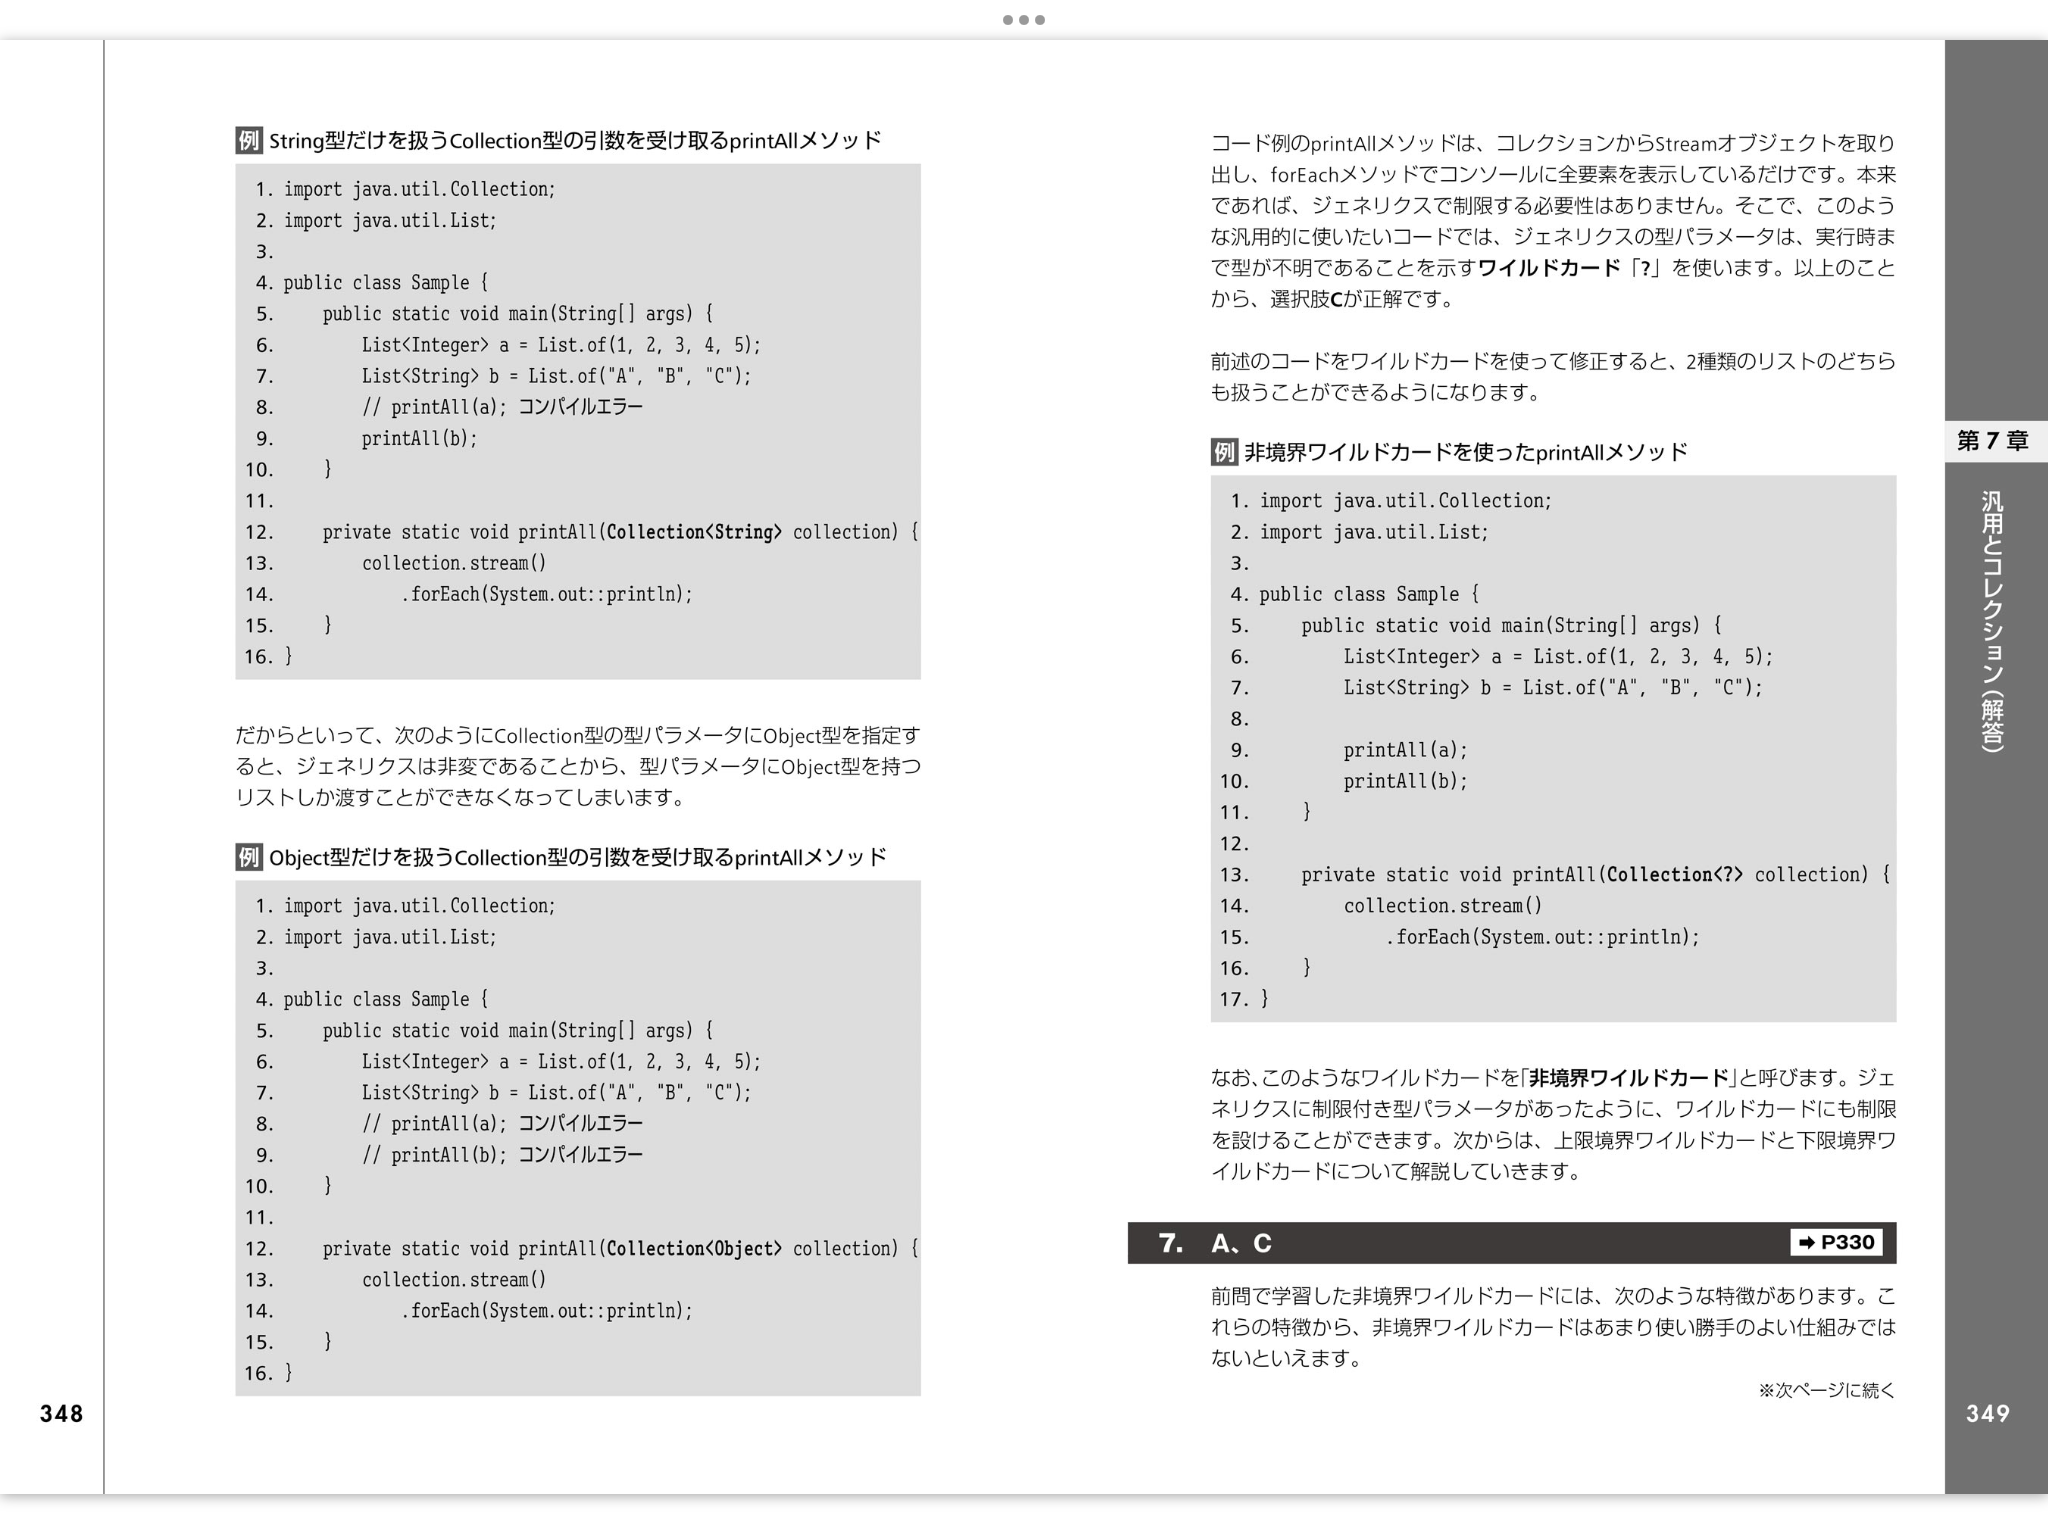 例 String型だけを扱うCollection型の引数を受け取るprintAllメソッド
1. import java.util.Collection;
2. import java.util.List;
3.
4. public class Sample {
5.     public static void main(String[] args) {
6.         List<Integer> a = List.of(1, 2, 3, 4, 5);
7.         List<String> b = List.of("A", "B", "C");
8.         // printAll(a); コンパイルエラー
9.         printAll(b);
10.     }
11.
12.     private static void printAll(Collection<String> collection) {
13.         collection.stream()
14.             .forEach(System.out::println);
15.     }
16. }
だからといって、次のようにCollection型の型パラメータにObject型を指定す
ると、ジェネリクスは非変であることから、型パラメータにObject型を持つ
リストしか渡すことができなくなってしまいます。
例 Object型だけを扱うCollection型の引数を受け取るprintAllメソッド
1. import java.util.Collection;
2. import java.util.List;
3.
4. public class Sample {
5.     public static void main(String[] args) {
6.         List<Integer> a = List.of(1, 2, 3, 4, 5);
7.         List<String> b = List.of("A", "B", "C");
8.         // printAll(a); コンパイルエラー
9.         // printAll(b); コンパイルエラー
10.     }
11.
12.     private static void printAll(Collection<Object> collection) {
13.         collection.stream()
14.             .forEach(System.out::println);
15.     }
16. }
348
コード例のprintAllメソッドは、コレクションからStreamオブジェクトを取り
出し、forEachメソッドでコンソールに全要素を表示しているだけです。本来
であれば、ジェネリクスで制限する必要性はありません。そこで、このよう
な汎用的に使いたいコードでは、ジェネリクスの型パラメータは、実行時ま
で型が不明であることを示すワイルドカード「?」を使います。以上のこと
から、選択肢Cが正解です。
前述のコードをワイルドカードを使って修正すると、2種類のリストのどちら
も扱うことができるようになります。
例 非境界ワイルドカードを使ったprintAllメソッド
1. import java.util.Collection;
2. import java.util.List;
3.
4. public class Sample {
5.     public static void main(String[] args) {
6.         List<Integer> a = List.of(1, 2, 3, 4, 5);
7.         List<String> b = List.of("A", "B", "C");
8.
9.         printAll(a);
10.         printAll(b);
11.     }
12.
13.     private static void printAll(Collection<?> collection) {
14.         collection.stream()
15.             .forEach(System.out::println);
16.     }
17. }
なお、このようなワイルドカードを「非境界ワイルドカード」と呼びます。ジェ
ネリクスに制限付き型パラメータがあったように、ワイルドカードにも制限
を設けることができます。次からは、上限境界ワイルドカードと下限境界ワ
イルドカードについて解説していきます。
7. A、C ➡ P330
前問で学習した非境界ワイルドカードには、次のような特徴があります。こ
れらの特徴から、非境界ワイルドカードはあまり使い勝手のよい仕組みでは
ないといえます。
※次ページに続く
第7章
汎用とコレクション（解答）
349